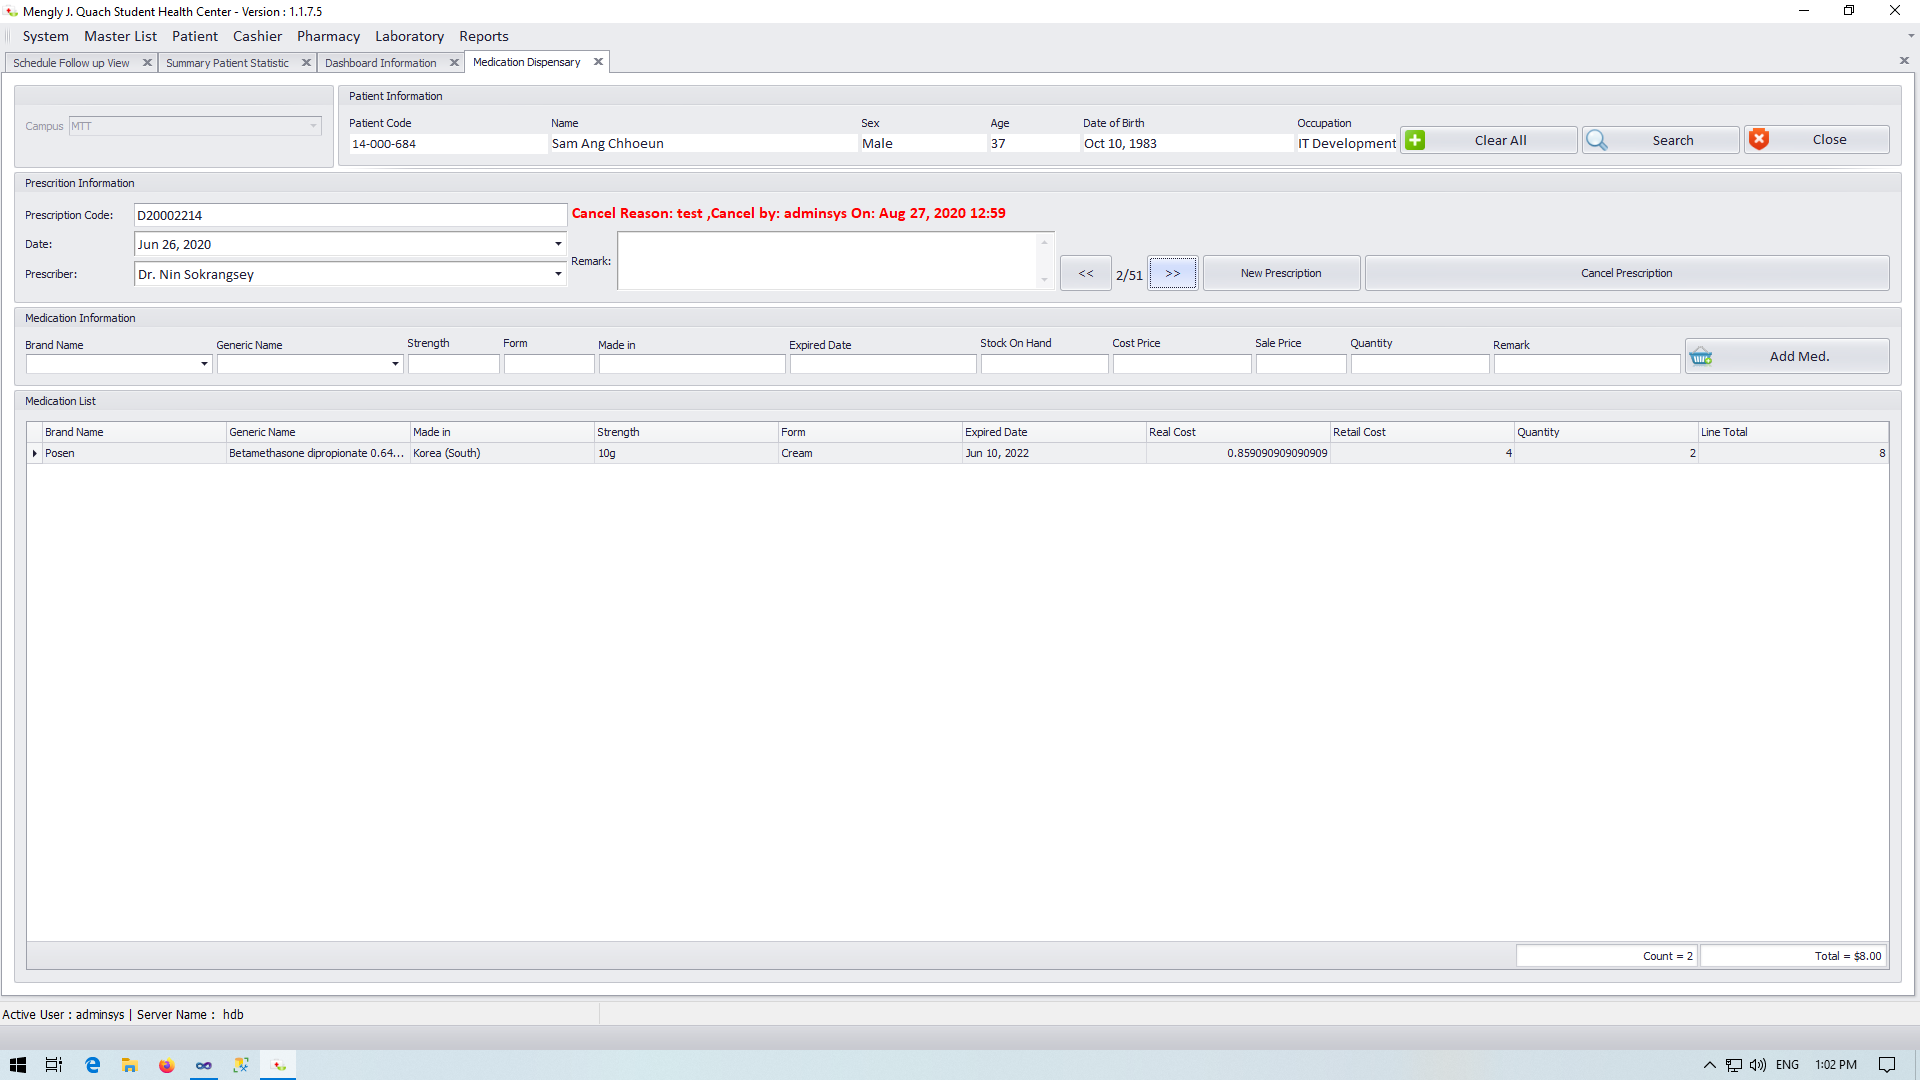 Mengly J. Quach Student Health Center - Version : 1.1.7.5
System Master List Patient Cashier Pharmacy Laboratory Reports
Schedule Follow up View Summary Patient Statistic Dashboard Information Medication Dispensary
Patient Information
Campus MTT
Patient Code Name Sex Age Date of Birth Occupation
14-000-684 Sam Ang Chhoeun Male 37 Oct 10, 1983 IT Development
Clear All Search Close
Prescrition Information
Prescription Code: D20002214 Cancel Reason: test ,Cancel by: adminsys On: Aug 27, 2020 12:59
Date: Jun 26, 2020
Remark:
Prescriber: Dr. Nin Sokrangsey
<< 2/51 >> New Prescription Cancel Prescription
Medication Information
Brand Name Generic Name Strength Form Made in Expired Date Stock On Hand Cost Price Sale Price Quantity Remark
Add Med.
Medication List
Brand Name Generic Name Made in Strength Form Expired Date Real Cost Retail Cost Quantity Line Total
Posen Betamethasone dipropionate 0.64... Korea (South) 10g Cream Jun 10, 2022 0.859090909090909 4 2 8
Count = 2 Total = $8.00
Active User : adminsys | Server Name : hdb
ENG 1:02 PM